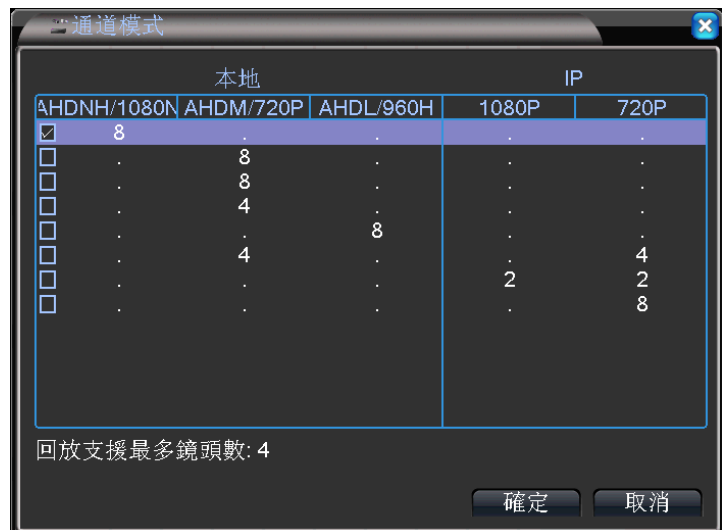 通道模式
本地 IP
AHDNH/1080N AHDM/720P AHDL/960H 1080P 720P
8 . . . .
. 8 . . .
. 8 . . .
. 4 . . .
. . 8 . .
. 4 . . 4
. . . 2 2
. . . . 8
回放支援最多鏡頭數: 4
確定 取消